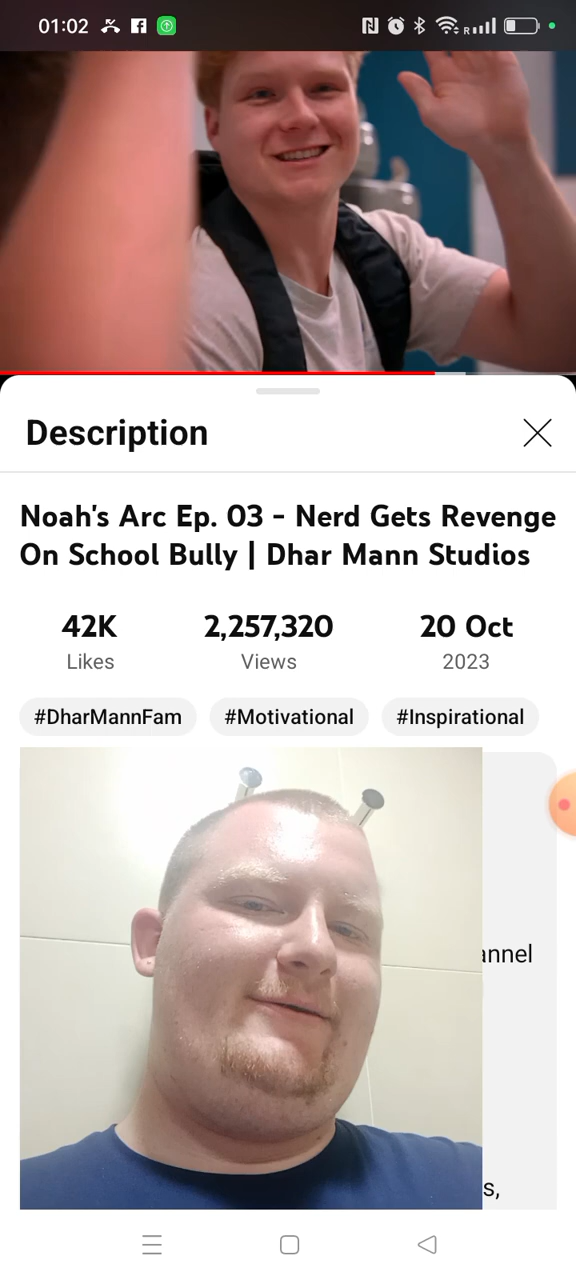 01:02
R
Description
Noah's Arc Ep. 03 - Nerd Gets Revenge
On School Bully | Dhar Mann Studios
42K 2,257,320 20 Oct
Likes Views 2023
#DharMannFam #Motivational #Inspirational
annel
s,